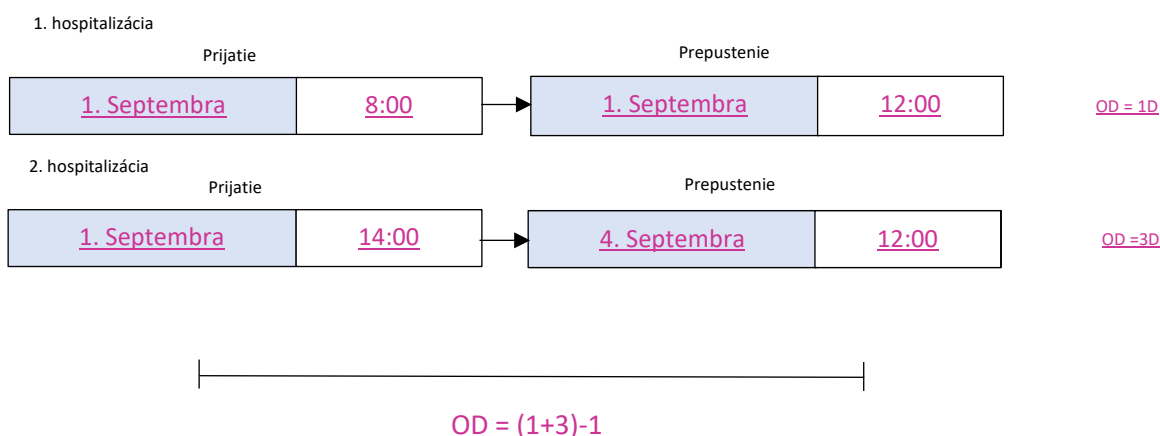 1. hospitalizácia
Prijatie Prepustenie
1. Septembra 8:00 1. Septembra 12:00 OD = 1D
2. hospitalizácia
Prijatie Prepustenie
1. Septembra 14:00 4. Septembra 12:00 OD =3D
OD = (1+3)-1